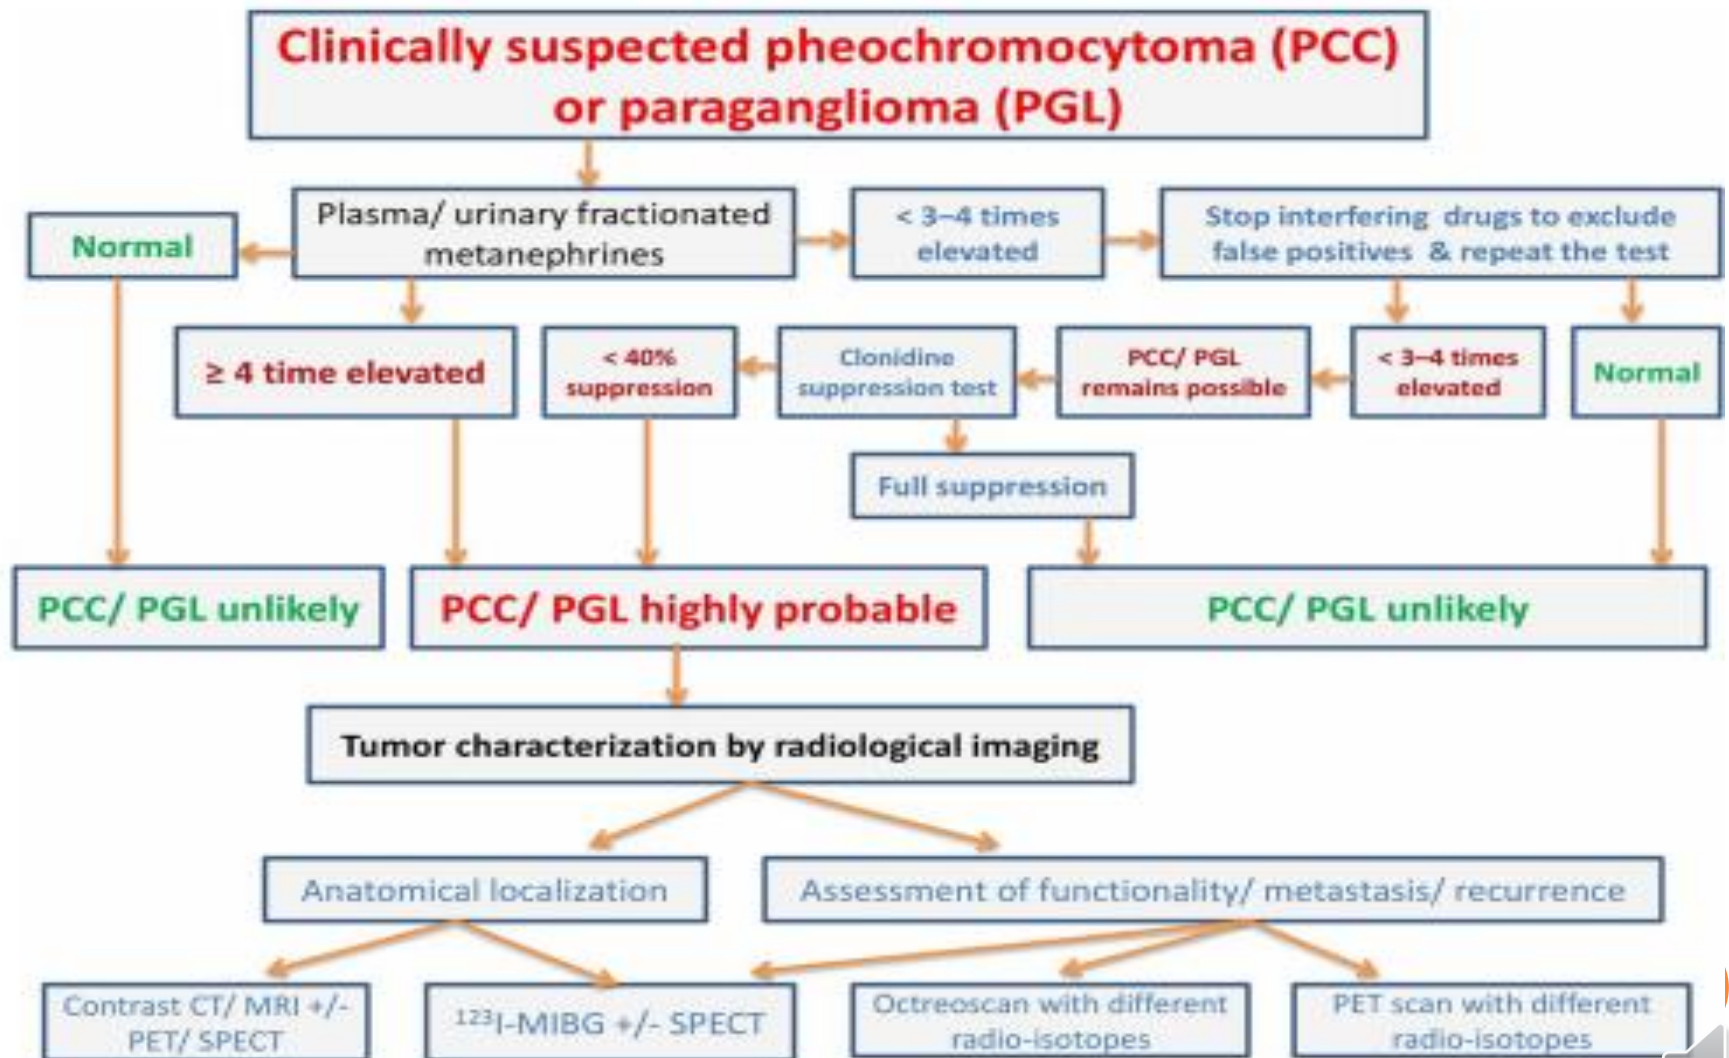 Clinically suspected pheochromocytoma (PCC)
or paraganglioma (PGL)
Normal
Plasma/ urinary fractionated
metanephrines
< 3–4 times
elevated
Stop interfering drugs to exclude
false positives & repeat the test
≥ 4 time elevated
< 40%
suppression
Clonidine
suppression test
PCC/ PGL
remains possible
< 3–4 times
elevated
Normal
Full suppression
PCC/ PGL unlikely
PCC/ PGL highly probable
PCC/ PGL unlikely
Tumor characterization by radiological imaging
Anatomical localization
Assessment of functionality/ metastasis/ recurrence
Contrast CT/ MRI +/-
PET/ SPECT
¹²³I-MIBG +/- SPECT
Octreoscan with different
radio-isotopes
PET scan with different
radio-isotopes